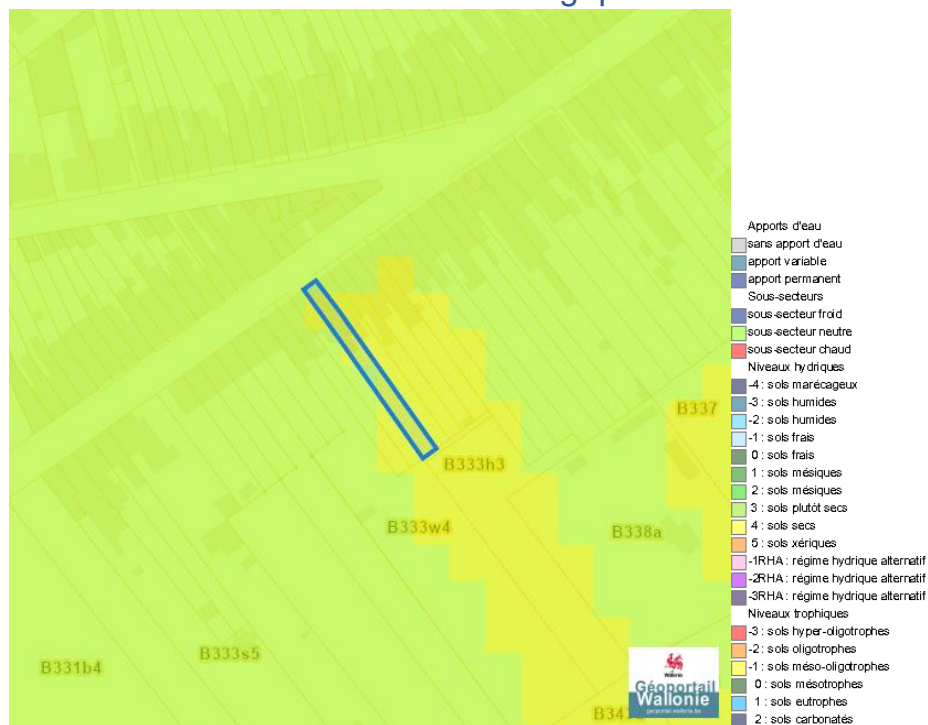 B337
B333h3
B333w4
B338a
B333s5
B331b4
Wallonie
Géoportail
Wallonie
geoportail.wallonie.be
Apports d'eau
sans apport d'eau
apport variable
apport permanent
Sous-secteurs
sous-secteur froid
sous-secteur neutre
sous-secteur chaud
Niveaux hydriques
-4 : sols marécageux
-3 : sols humides
-2 : sols humides
-1 : sols frais
0 : sols frais
1 : sols mésiques
2 : sols mésiques
3 : sols plutôt secs
4 : sols secs
5 : sols xériques
-1RHA : régime hydrique alternatif
-2RHA : régime hydrique alternatif
-3RHA : régime hydrique alternatif
Niveaux trophiques
-3 : sols hyper-oligotrophes
-2 : sols oligotrophes
-1 : sols méso-oligotrophes
0 : sols mésotrophes
1 : sols eutrophes
2 : sols carbonatés